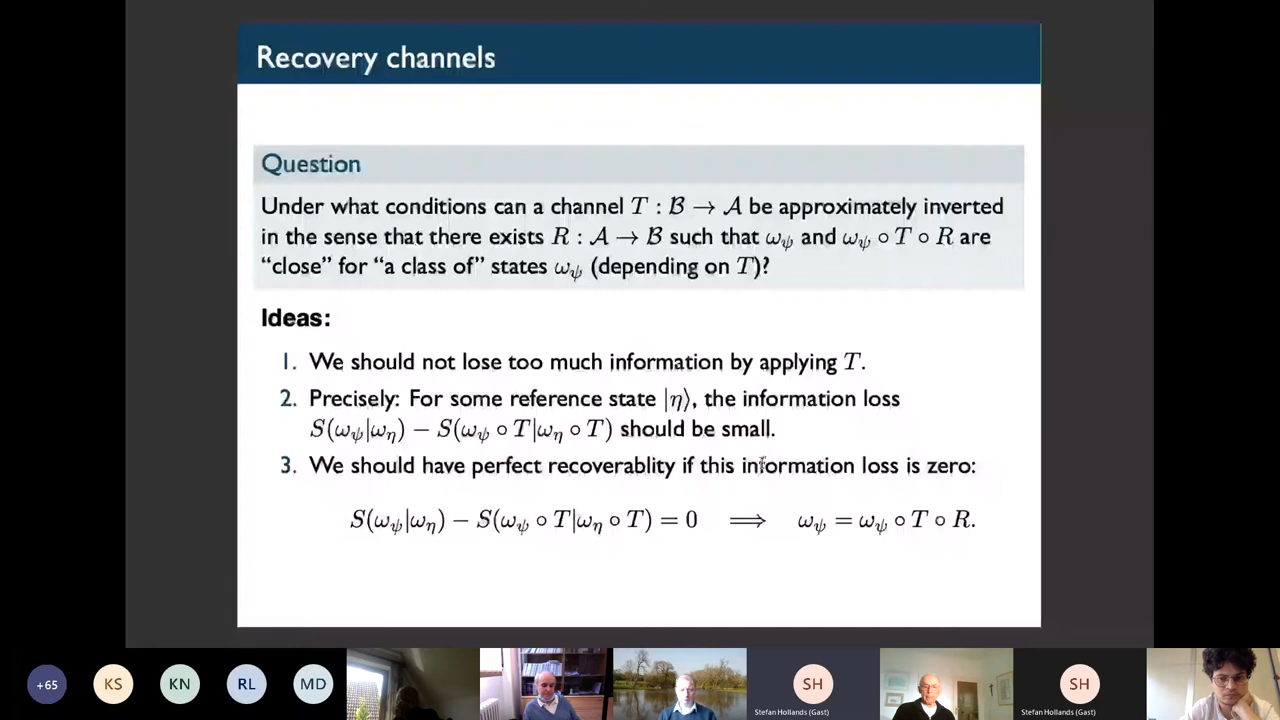 Recovery channels
Question
Under what conditions can a channel T : ℬ → 𝒜 be approximately inverted
in the sense that there exists R : 𝒜 → ℬ such that ω_ψ and ω_ψ ∘ T ∘ R are
“close” for “a class of” states ω_ψ (depending on T)?
Ideas:
1. We should not lose too much information by applying T.
2. Precisely: For some reference state |η⟩, the information loss
S(ω_ψ|ω_η) − S(ω_ψ ∘ T|ω_η ∘ T) should be small.
3. We should have perfect recoverablity if this information loss is zero:
S(ω_ψ|ω_η) − S(ω_ψ ∘ T|ω_η ∘ T) = 0 ⟹ ω_ψ = ω_ψ ∘ T ∘ R.
+65 KS KN RL MD SH SH
Stefan Hollands (Gast) Stefan Hollands (Gast)